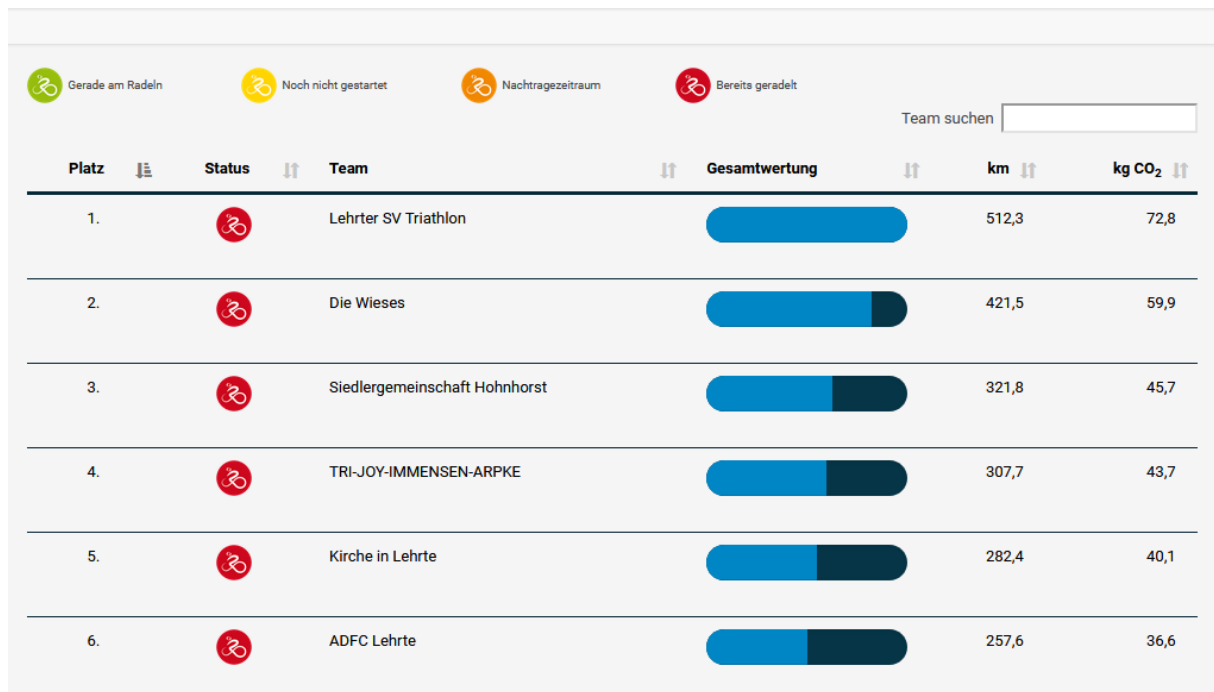 Gerade am Radeln Noch nicht gestartet Nachtragezeitraum Bereits geradelt
Team suchen
Platz Status Team Gesamtwertung km kg CO₂
1. Lehrter SV Triathlon 512,3 72,8
2. Die Wieses 421,5 59,9
3. Siedlergemeinschaft Hohnhorst 321,8 45,7
4. TRI-JOY-IMMENSEN-ARPKE 307,7 43,7
5. Kirche in Lehrte 282,4 40,1
6. ADFC Lehrte 257,6 36,6